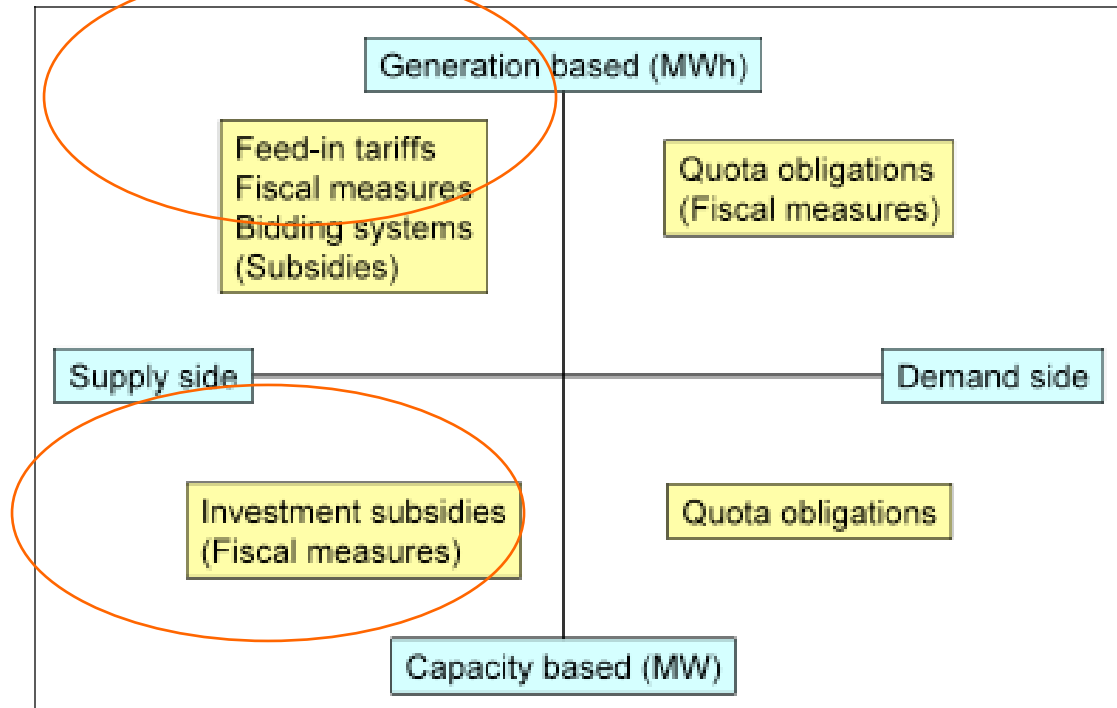 Generation based (MWh)
Feed-in tariffs
Fiscal measures
Bidding systems
(Subsidies)
Quota obligations
(Fiscal measures)
Supply side
Demand side
Investment subsidies
(Fiscal measures)
Quota obligations
Capacity based (MW)